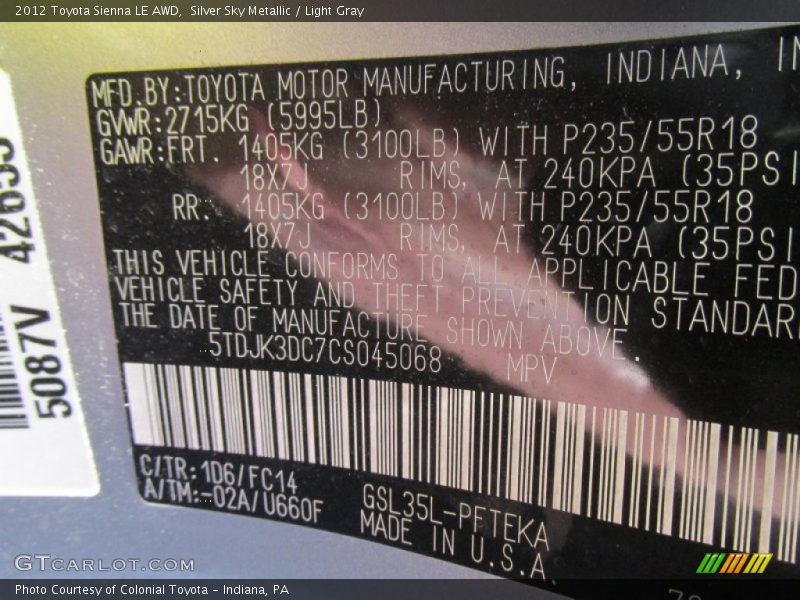 2012 Toyota Sienna LE AWD, Silver Sky Metallic / Light Gray
MFD.BY:TOYOTA MOTOR MANUFACTURING, INDIANA, IN
GVWR:2715KG (5995LB)
GAWR:FRT. 1405KG (3100LB) WITH P235/55R18
18X7J RIMS, AT 240KPA (35PSI
RR. 1405KG (3100LB) WITH P235/55R18
18X7J RIMS, AT 240KPA (35PSI
THIS VEHICLE CONFORMS TO ALL APPLICABLE FED
VEHICLE SAFETY AND THEFT PREVENTION STANDAR
THE DATE OF MANUFACTURE SHOWN ABOVE.
5TDJK3DC7CS045068 MPV
C/TR:1D6/FC14
A/TM:-02A/U660F
GSL35L-PFTEKA
MADE IN U.S.A.
5087V 42655
GTCARLOT.COM
Photo Courtesy of Colonial Toyota - Indiana, PA